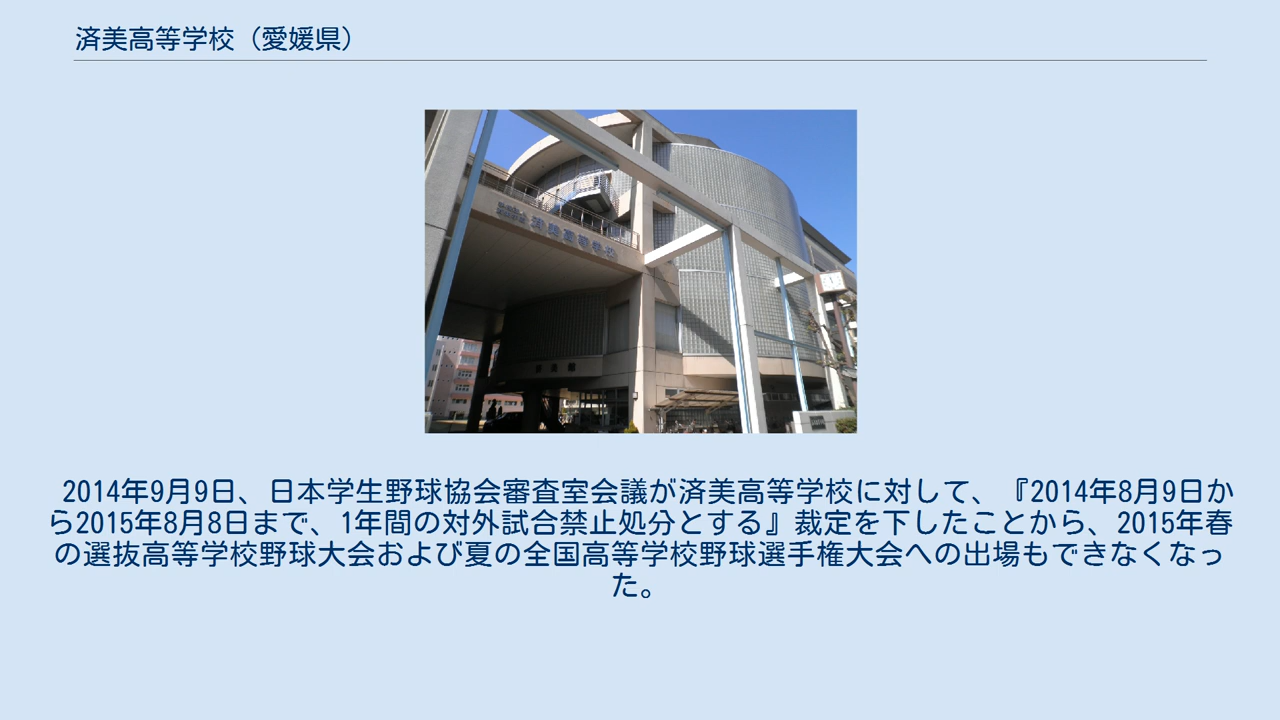 済美高等学校（愛媛県）
済美高等学校
2014年9月9日、日本学生野球協会審査室会議が済美高等学校に対して、『2014年8月9日か
ら2015年8月8日まで、1年間の対外試合禁止処分とする』裁定を下したことから、2015年春
の選抜高等学校野球大会および夏の全国高等学校野球選手権大会への出場もできなくなっ
た。